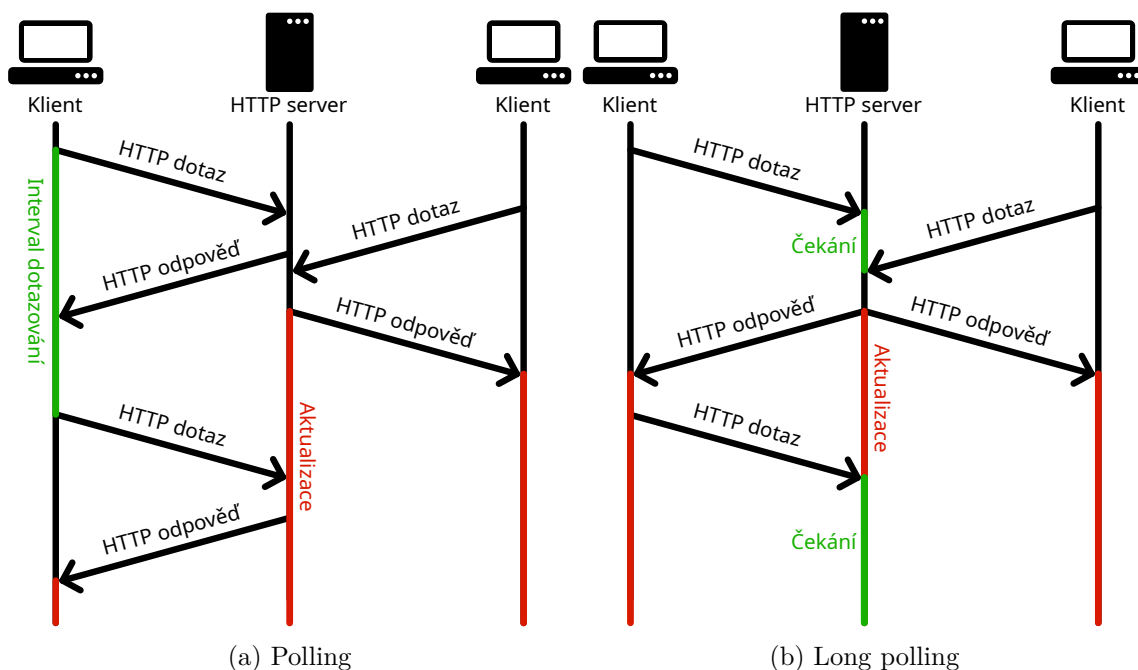 Klient
HTTP server
Klient
HTTP dotaz
HTTP dotaz
Interval dotazování
HTTP odpověď
HTTP odpověď
HTTP dotaz
Aktualizace
HTTP odpověď
(a) Polling
Klient
HTTP server
Klient
HTTP dotaz
HTTP dotaz
Čekání
HTTP odpověď
HTTP odpověď
Aktualizace
HTTP dotaz
Čekání
(b) Long polling